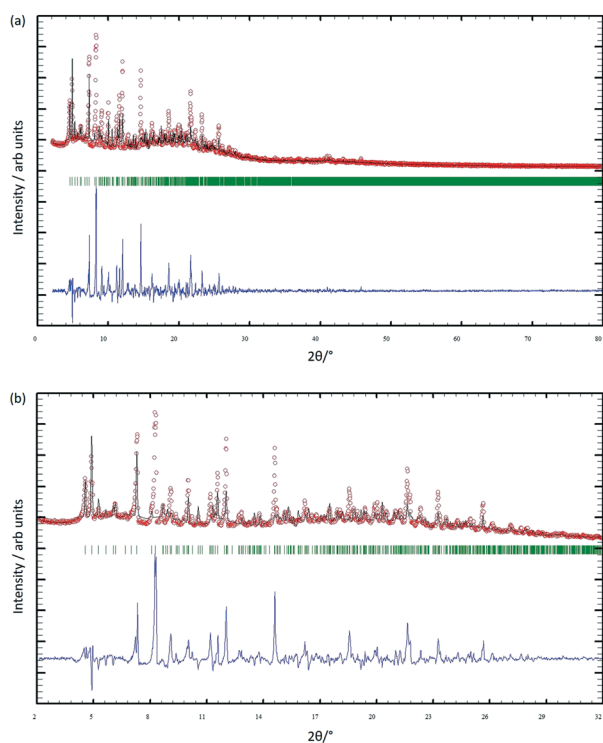 (a)
Intensity / arb units
0 10 20 30 40 50 60 70 80
2θ/°
(b)
Intensity / arb units
2 5 8 11 14 17 20 23 26 29 32
2θ/°